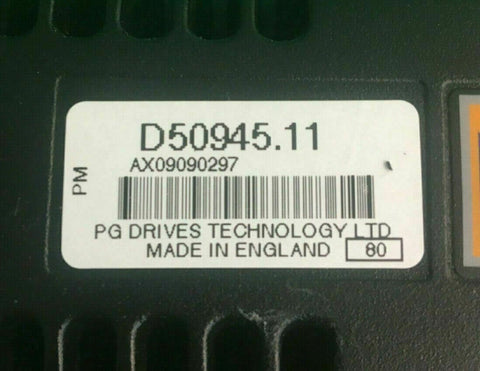 D50945.11
AX09090297
PM
PG DRIVES TECHNOLOGY LTD
MADE IN ENGLAND 80